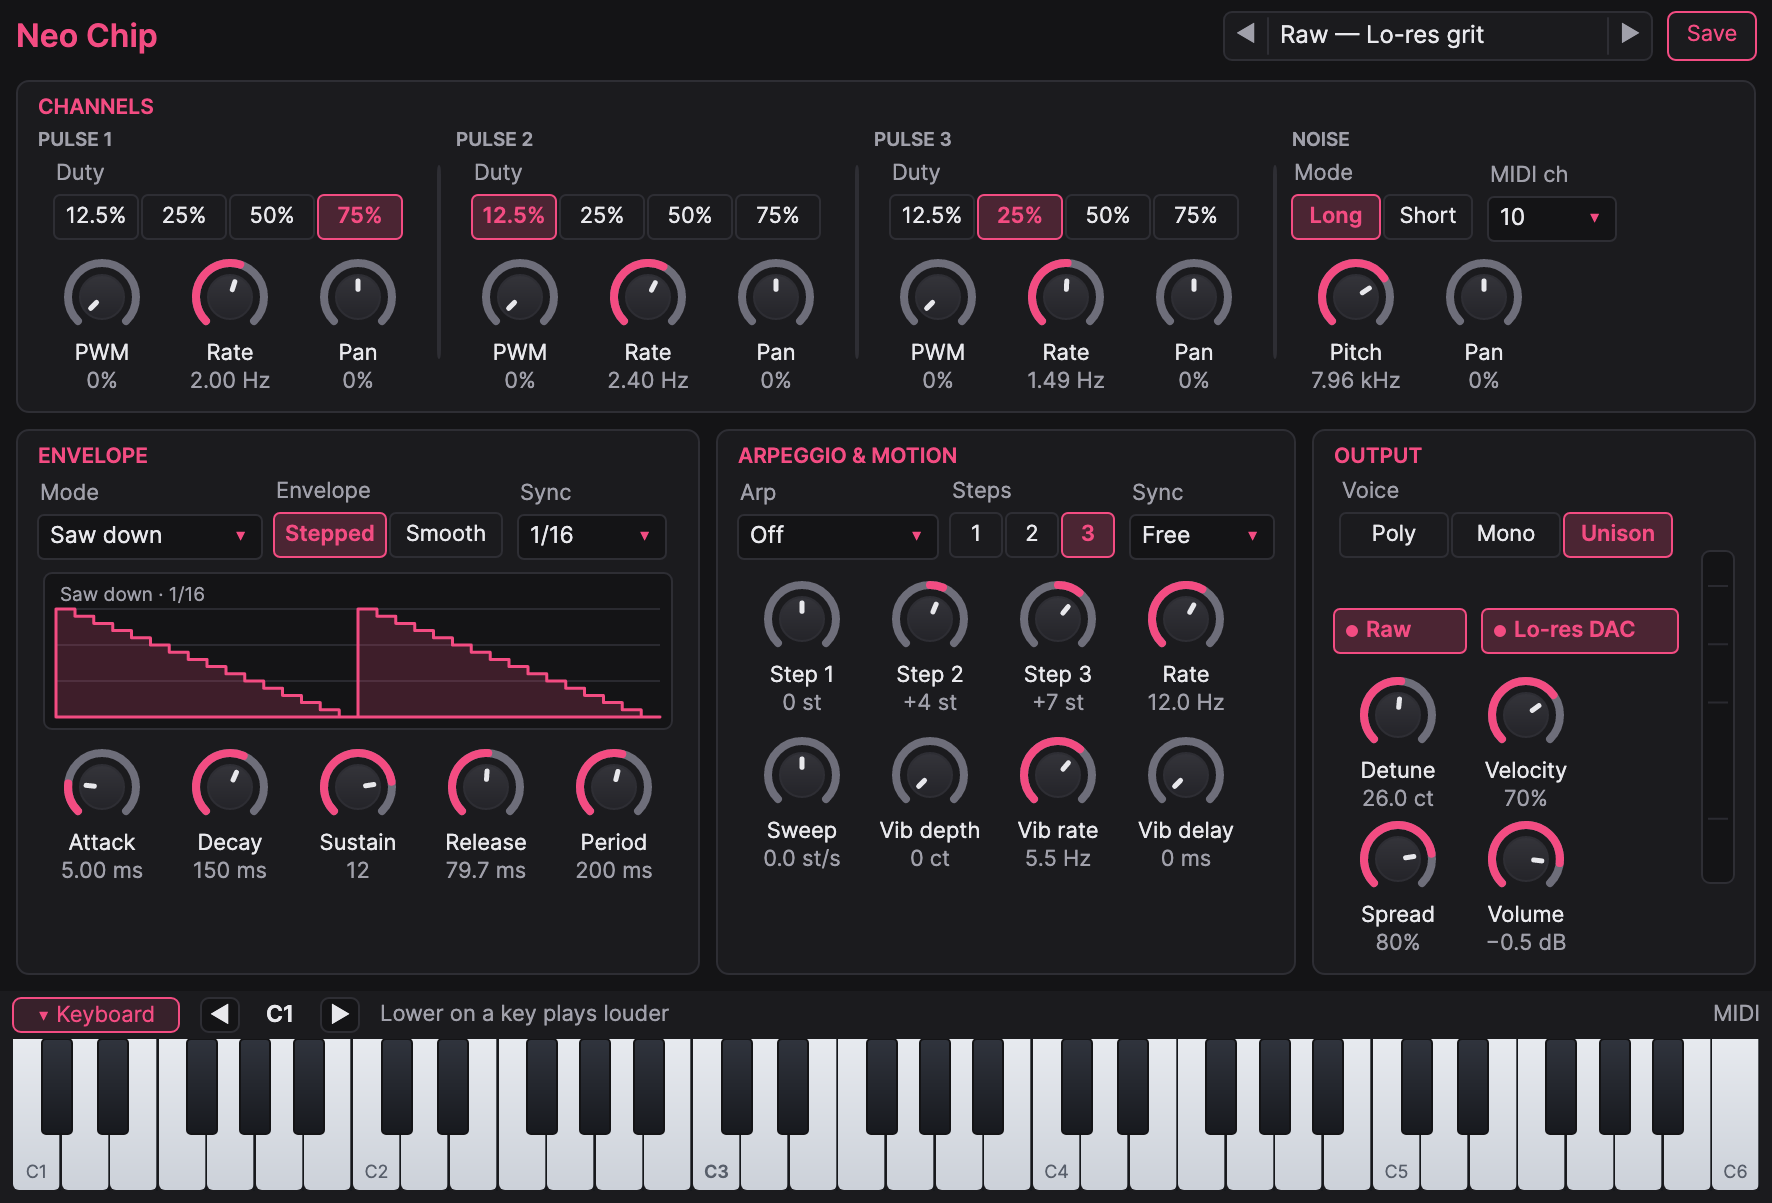 Neo Chip
◀ Raw — Lo-res grit ▶ Save
CHANNELS
PULSE 1
Duty
12.5% 25% 50% 75%
PWM Rate Pan
0% 2.00 Hz 0%
PULSE 2
Duty
12.5% 25% 50% 75%
PWM Rate Pan
0% 2.40 Hz 0%
PULSE 3
Duty
12.5% 25% 50% 75%
PWM Rate Pan
0% 1.49 Hz 0%
NOISE
Mode MIDI ch
Long Short 10
Pitch Pan
7.96 kHz 0%
ENVELOPE
Mode Envelope Sync
Saw down Stepped Smooth 1/16
Saw down · 1/16
Attack Decay Sustain Release Period
5.00 ms 150 ms 12 79.7 ms 200 ms
ARPEGGIO & MOTION
Arp Steps Sync
Off 1 2 3 Free
Step 1 Step 2 Step 3 Rate
0 st +4 st +7 st 12.0 Hz
Sweep Vib depth Vib rate Vib delay
0.0 st/s 0 ct 5.5 Hz 0 ms
OUTPUT
Voice
Poly Mono Unison
Raw Lo-res DAC
Detune Velocity
26.0 ct 70%
Spread Volume
80% −0.5 dB
▾ Keyboard ◀ C1 ▶ Lower on a key plays louder MIDI
C1 C2 C3 C4 C5 C6